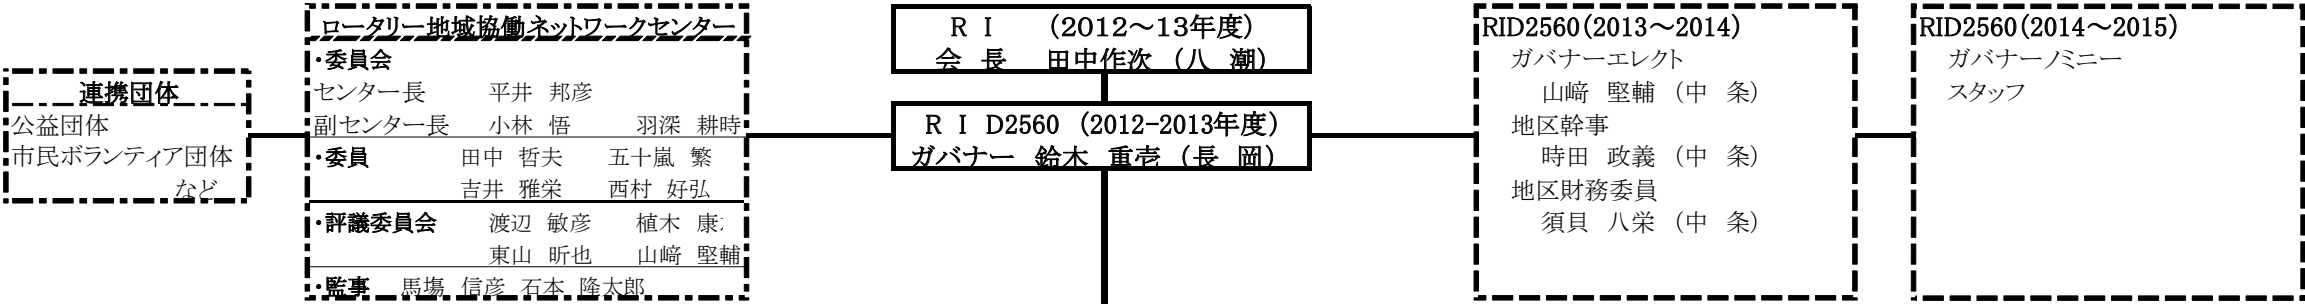 連携団体
公益団体
市民ボランティア団体
など
ロータリー地域協働ネットワークセンター
・委員会
センター長 平井 邦彦
副センター長 小林 悟 羽深 耕時
・委員 田中 哲夫 五十嵐 繁
吉井 雅栄 西村 好弘
・評議委員会 渡辺 敏彦 植木 康
東山 昕也 山﨑 堅輔
・監事 馬塲 信彦 石本 隆太郎
ＲＩ （２０１２～１３年度）
会 長 田中作次 （八 潮）
Ｒ Ｉ D2560 （2012-2013年度）
ガバナー 鈴木 重壱 （長 岡）
RID2560（2013～2014）
ガバナーエレクト
山﨑 堅輔 （中 条）
地区幹事
時田 政義 （中 条）
地区財務委員
須貝 八栄 （中 条）
RID2560（2014～2015）
ガバナーノミニー
スタッフ